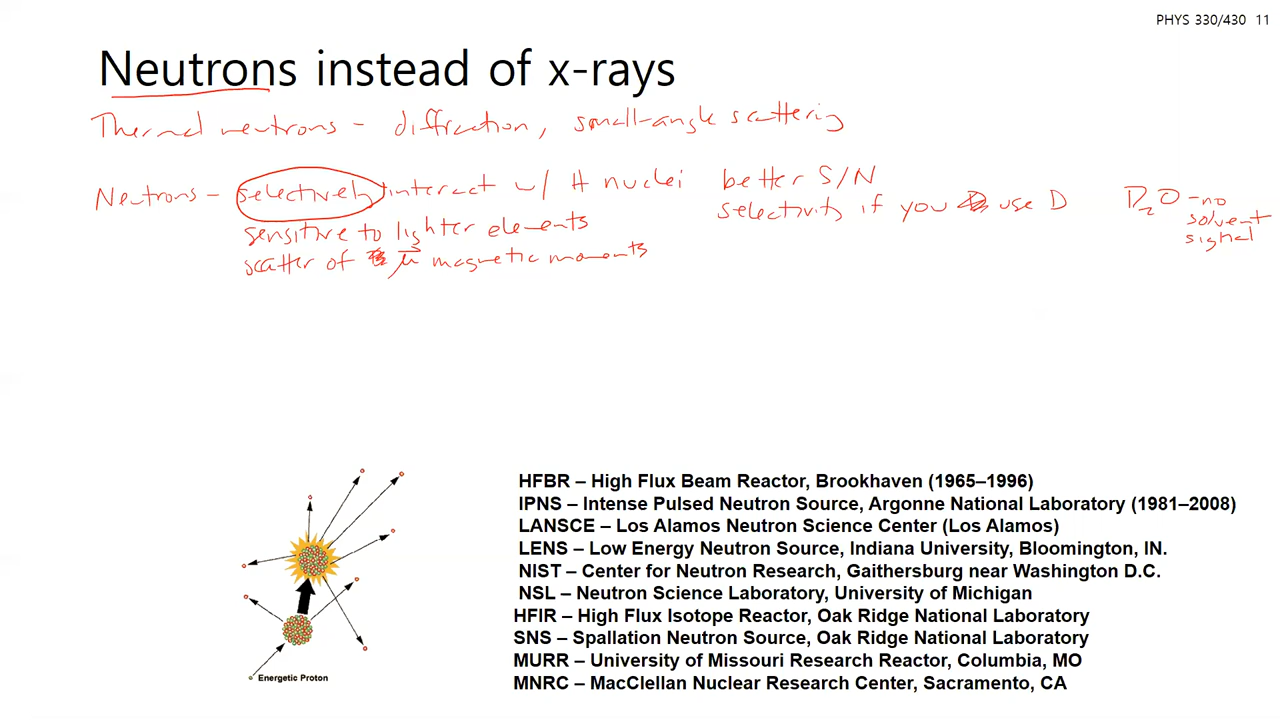 PHYS 330/430 11
Neutrons instead of x-rays
Thermal neutrons - diffraction, small-angle scattering
Neutrons - selectively interact w/ H nuclei
sensitive to lighter elements
scatter of μ magnetic moments
better S/N
selectivity if you use D
D2O - no
solvent
signal
Energetic Proton
HFBR – High Flux Beam Reactor, Brookhaven (1965–1996)
IPNS – Intense Pulsed Neutron Source, Argonne National Laboratory (1981–2008)
LANSCE – Los Alamos Neutron Science Center (Los Alamos)
LENS – Low Energy Neutron Source, Indiana University, Bloomington, IN.
NIST – Center for Neutron Research, Gaithersburg near Washington D.C.
NSL – Neutron Science Laboratory, University of Michigan
HFIR – High Flux Isotope Reactor, Oak Ridge National Laboratory
SNS – Spallation Neutron Source, Oak Ridge National Laboratory
MURR – University of Missouri Research Reactor, Columbia, MO
MNRC – MacClellan Nuclear Research Center, Sacramento, CA